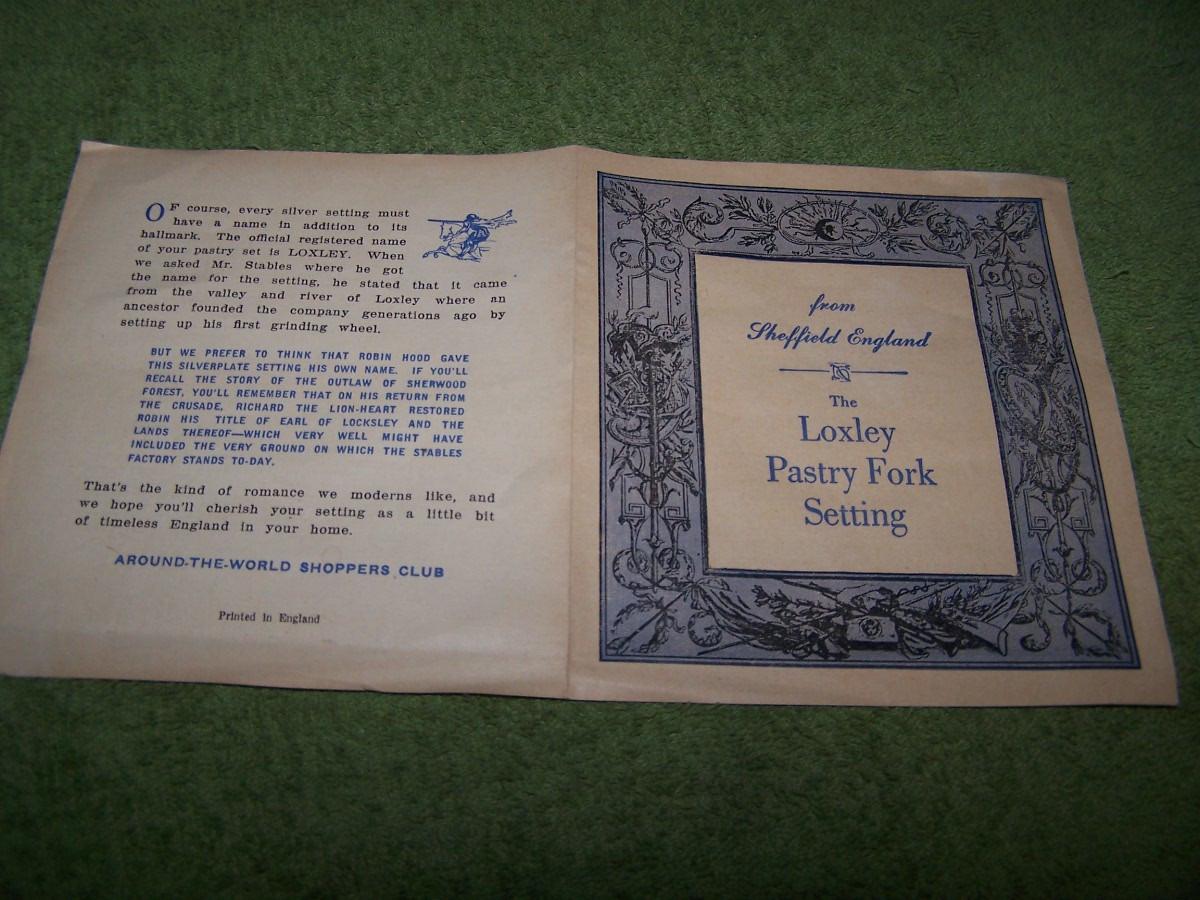 OF course, every silver setting must
have a name in addition to its
hallmark. The official registered name
of your pastry set is LOXLEY. When
we asked Mr. Stables where he got
the name for the setting, he stated that it came
from the valley and river of Loxley where an
ancestor founded the company generations ago by
setting up his first grinding wheel.
BUT WE PREFER TO THINK THAT ROBIN HOOD GAVE
THIS SILVERPLATE SETTING HIS OWN NAME. IF YOU'LL
RECALL THE STORY OF THE OUTLAW OF SHERWOOD
FOREST, YOU'LL REMEMBER THAT ON HIS RETURN FROM
THE CRUSADE, RICHARD THE LION-HEART RESTORED
ROBIN HIS TITLE OF EARL OF LOCKSLEY AND THE
LANDS THEREOF—WHICH VERY WELL MIGHT HAVE
INCLUDED THE VERY GROUND ON WHICH THE STABLES
FACTORY STANDS TO-DAY.
That's the kind of romance we moderns like, and
we hope you'll cherish your setting as a little bit
of timeless England in your home.
AROUND-THE-WORLD SHOPPERS CLUB
Printed in England
from
Sheffield England
The
Loxley
Pastry Fork
Setting